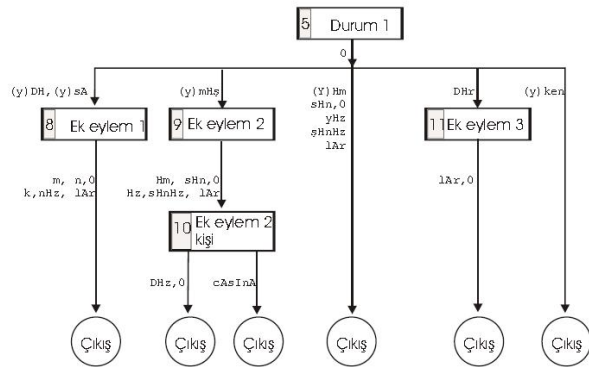 5 Durum 1
0
(y)DH,(y)sA
(y)mHş
(Y)Hm
sHn,0
yHz
şHnHz
lAr
DHr
(y)ken
8 Ek eylem 1
9 Ek eylem 2
11 Ek eylem 3
m, n,0
k,nHz, lAr
Hm, sHn,0
Hz,sHnHz, lAr
lAr,0
10 Ek eylem 2
kişi
DHz,0
cAsInA
Çıkış
Çıkış
Çıkış
Çıkış
Çıkış
Çıkış